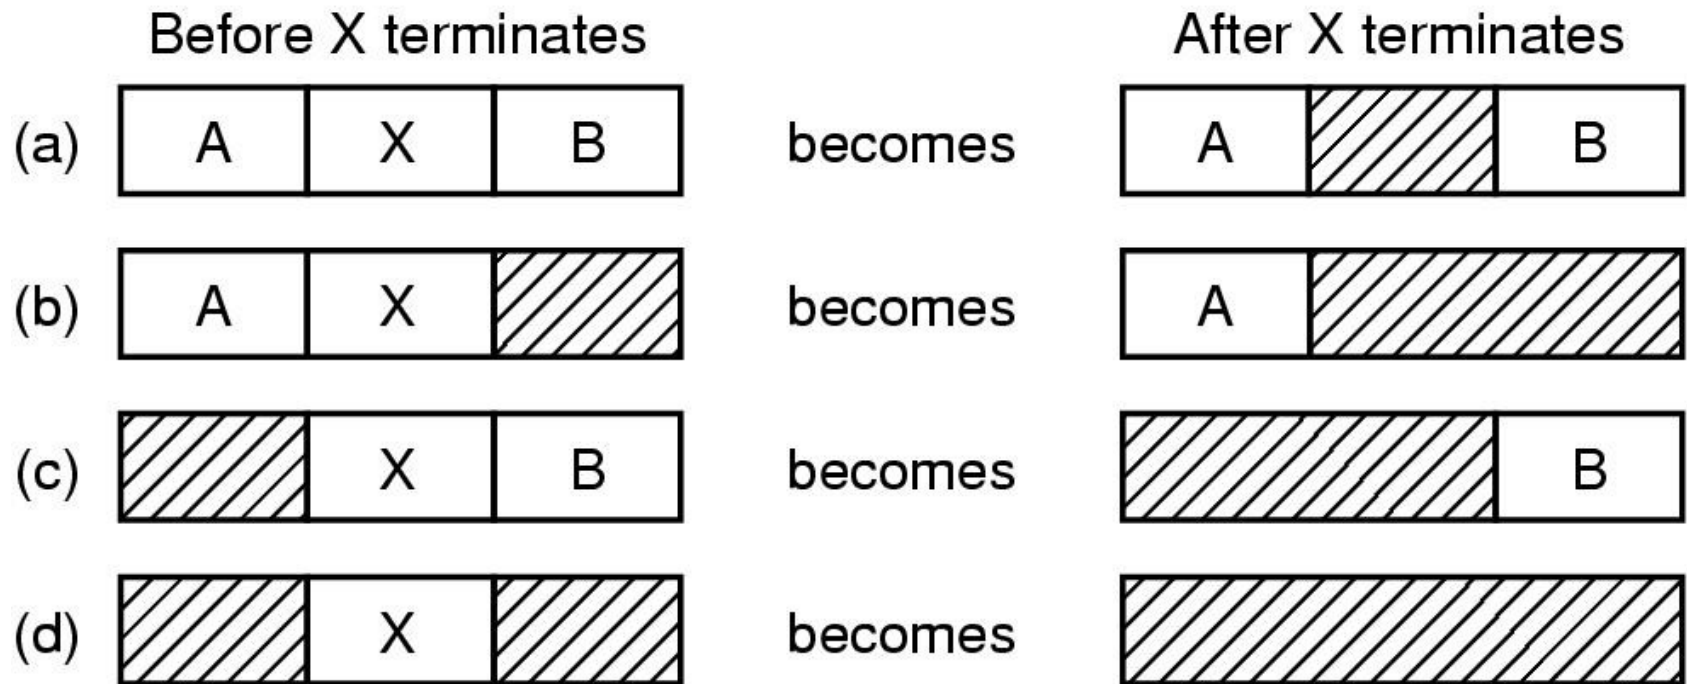 Before X terminates After X terminates
(a) A X B becomes A B
(b) A X becomes A
(c) X B becomes B
(d) X becomes